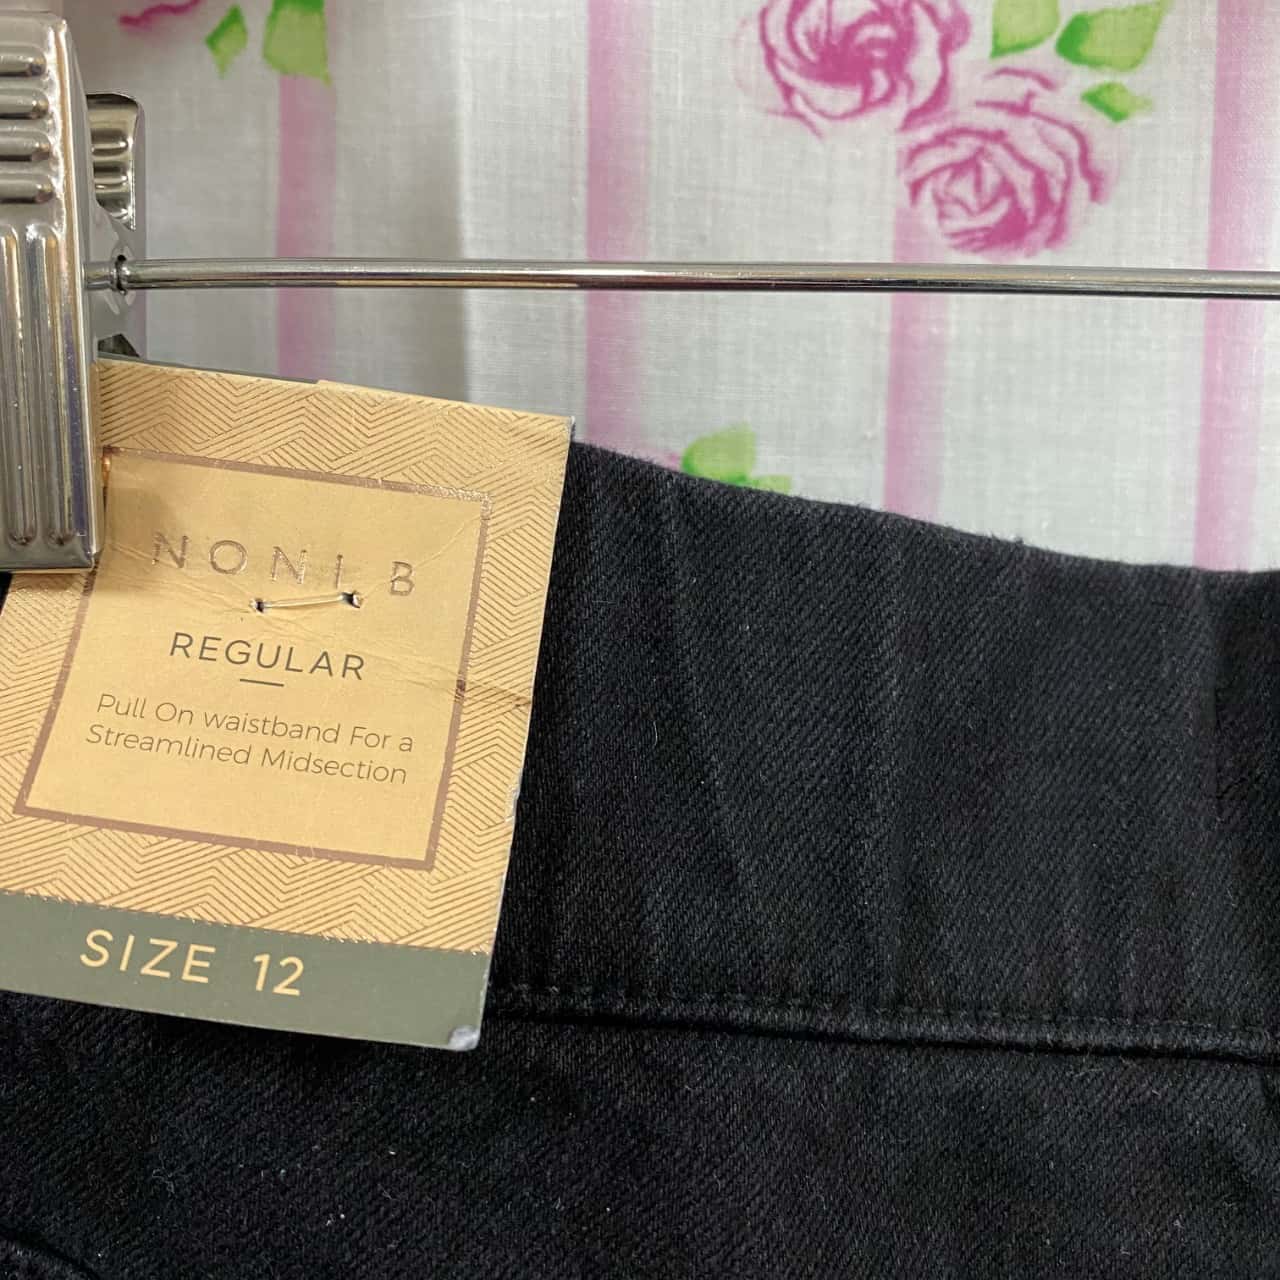 NONI B
REGULAR
Pull On waistband For a
Streamlined Midsection
SIZE 12